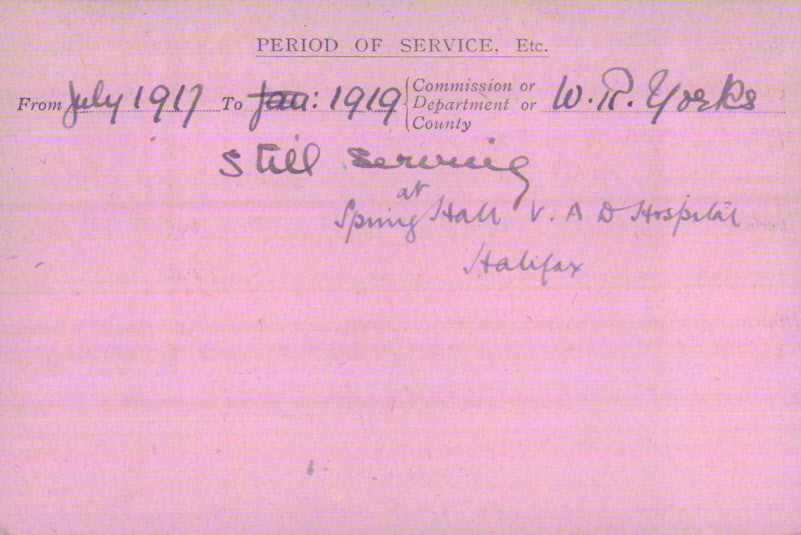 PERIOD OF SERVICE, Etc.
From July 1917 To Jan: 1919 Commission or Department or County W. R. Yorks
Still serving
at
Spring Hall V. A D Hospital
Halifax